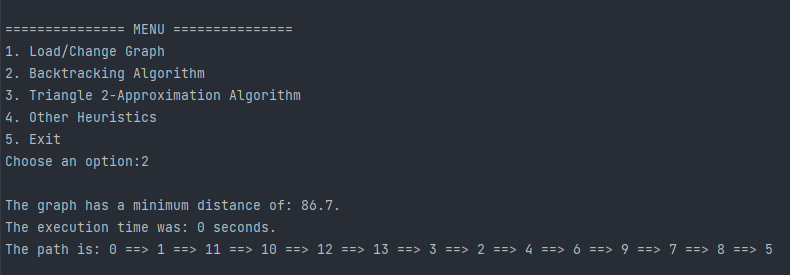 =============== MENU ===============
1. Load/Change Graph
2. Backtracking Algorithm
3. Triangle 2-Approximation Algorithm
4. Other Heuristics
5. Exit
Choose an option:2
The graph has a minimum distance of: 86.7.
The execution time was: 0 seconds.
The path is: 0 ==> 1 ==> 11 ==> 10 ==> 12 ==> 13 ==> 3 ==> 2 ==> 4 ==> 6 ==> 9 ==> 7 ==> 8 ==> 5